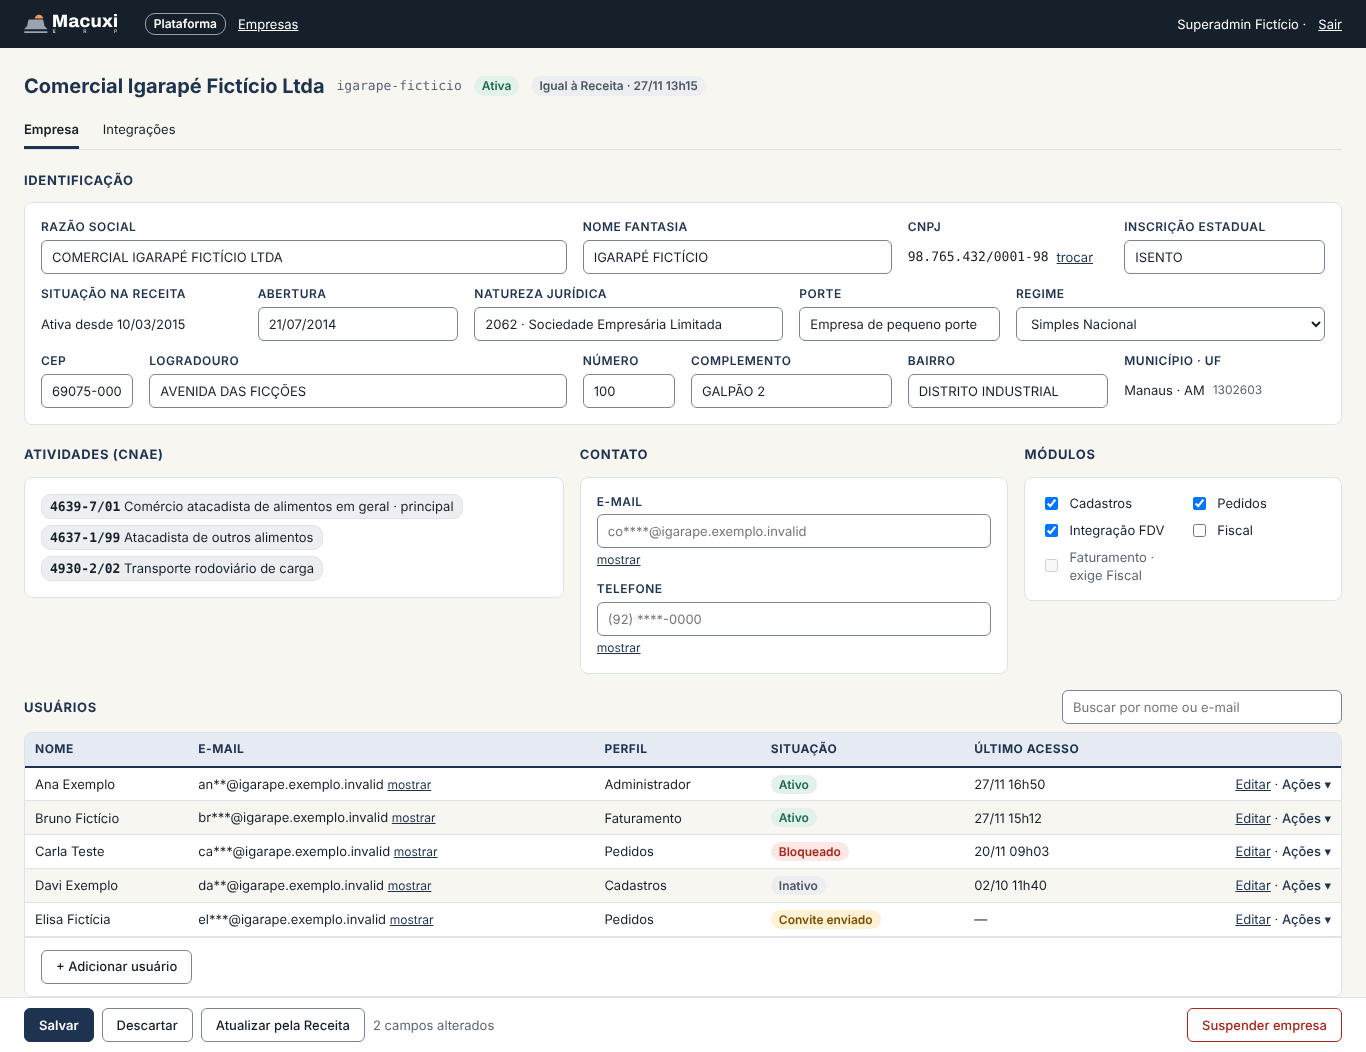 Macuxi
E R P
Plataforma
Empresas
Superadmin Fictício · Sair
Comercial Igarapé Fictício Ltda igarape-ficticio Ativa Igual à Receita · 27/11 13h15
Empresa Integrações
IDENTIFICAÇÃO
RAZÃO SOCIAL NOME FANTASIA CNPJ INSCRIÇÃO ESTADUAL
COMERCIAL IGARAPÉ FICTÍCIO LTDA IGARAPÉ FICTÍCIO 98.765.432/0001-98 trocar ISENTO
SITUAÇÃO NA RECEITA ABERTURA NATUREZA JURÍDICA PORTE REGIME
Ativa desde 10/03/2015 21/07/2014 2062 · Sociedade Empresária Limitada Empresa de pequeno porte Simples Nacional
CEP LOGRADOURO NÚMERO COMPLEMENTO BAIRRO MUNICÍPIO · UF
69075-000 AVENIDA DAS FICÇÕES 100 GALPÃO 2 DISTRITO INDUSTRIAL Manaus · AM 1302603
ATIVIDADES (CNAE)
4639-7/01 Comércio atacadista de alimentos em geral · principal
4637-1/99 Atacadista de outros alimentos
4930-2/02 Transporte rodoviário de carga
CONTATO
E-MAIL
co****@igarape.exemplo.invalid
mostrar
TELEFONE
(92) ****-0000
mostrar
MÓDULOS
Cadastros Pedidos
Integração FDV Fiscal
Faturamento ·
exige Fiscal
USUÁRIOS Buscar por nome ou e-mail
NOME E-MAIL PERFIL SITUAÇÃO ÚLTIMO ACESSO
Ana Exemplo an**@igarape.exemplo.invalid mostrar Administrador Ativo 27/11 16h50 Editar · Ações ▾
Bruno Fictício br***@igarape.exemplo.invalid mostrar Faturamento Ativo 27/11 15h12 Editar · Ações ▾
Carla Teste ca***@igarape.exemplo.invalid mostrar Pedidos Bloqueado 20/11 09h03 Editar · Ações ▾
Davi Exemplo da**@igarape.exemplo.invalid mostrar Cadastros Inativo 02/10 11h40 Editar · Ações ▾
Elisa Fictícia el***@igarape.exemplo.invalid mostrar Pedidos Convite enviado — Editar · Ações ▾
+ Adicionar usuário
Salvar Descartar Atualizar pela Receita 2 campos alterados Suspender empresa